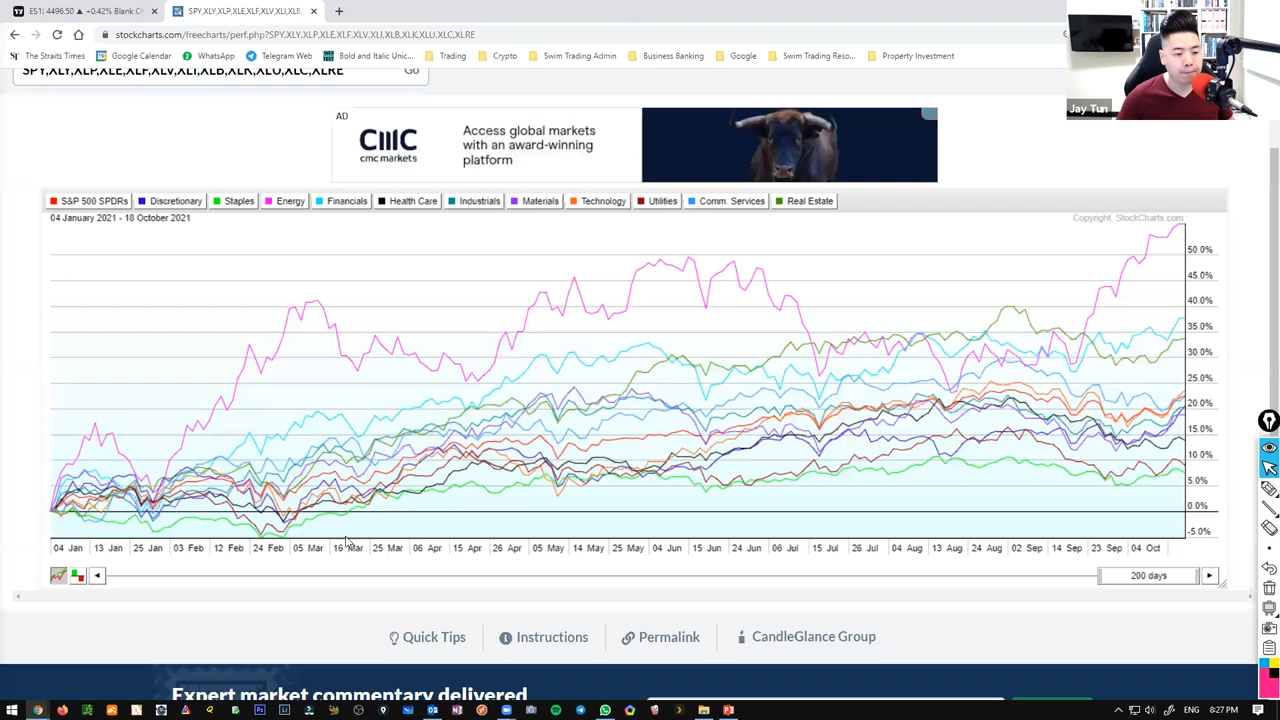 ES1! 4496.50 ▲ +0.42% Blank C
SPY,XLY,XLP,XLE,XLF,XLV,XLI,XLB,
stockcharts.com/freecharts/perf.php?SPY,XLY,XLP,XLE,XLF,XLV,XLI,XLB,XLK,XLU,XLC,XLRE
The Straits Times Google Calendar WhatsApp Telegram Web Bold and Italic Unic... Trading Crypto Swim Trading Admin Business Banking Google Swim Trading Reso... Property Investment
SPY,XLY,XLP,XLE,XLF,XLV,XLI,XLB,XLK,XLU,XLC,XLRE Go
Jay Tun
AD
CMC
cmc markets
Access global markets
with an award-winning
platform
S&P 500 SPDRs Discretionary Staples Energy Financials Health Care Industrials Materials Technology Utilities Comm. Services Real Estate
04 January 2021 - 18 October 2021
Copyright, StockCharts.com
50.0%
45.0%
40.0%
35.0%
30.0%
25.0%
20.0%
15.0%
10.0%
5.0%
0.0%
-5.0%
04 Jan 13 Jan 25 Jan 03 Feb 12 Feb 24 Feb 05 Mar 16 Mar 25 Mar 06 Apr 15 Apr 26 Apr 05 May 14 May 25 May 04 Jun 15 Jun 24 Jun 06 Jul 15 Jul 26 Jul 04 Aug 13 Aug 24 Aug 02 Sep 14 Sep 23 Sep 04 Oct
200 days
Quick Tips Instructions Permalink CandleGlance Group
Expert market commentary delivered
ENG 8:27 PM